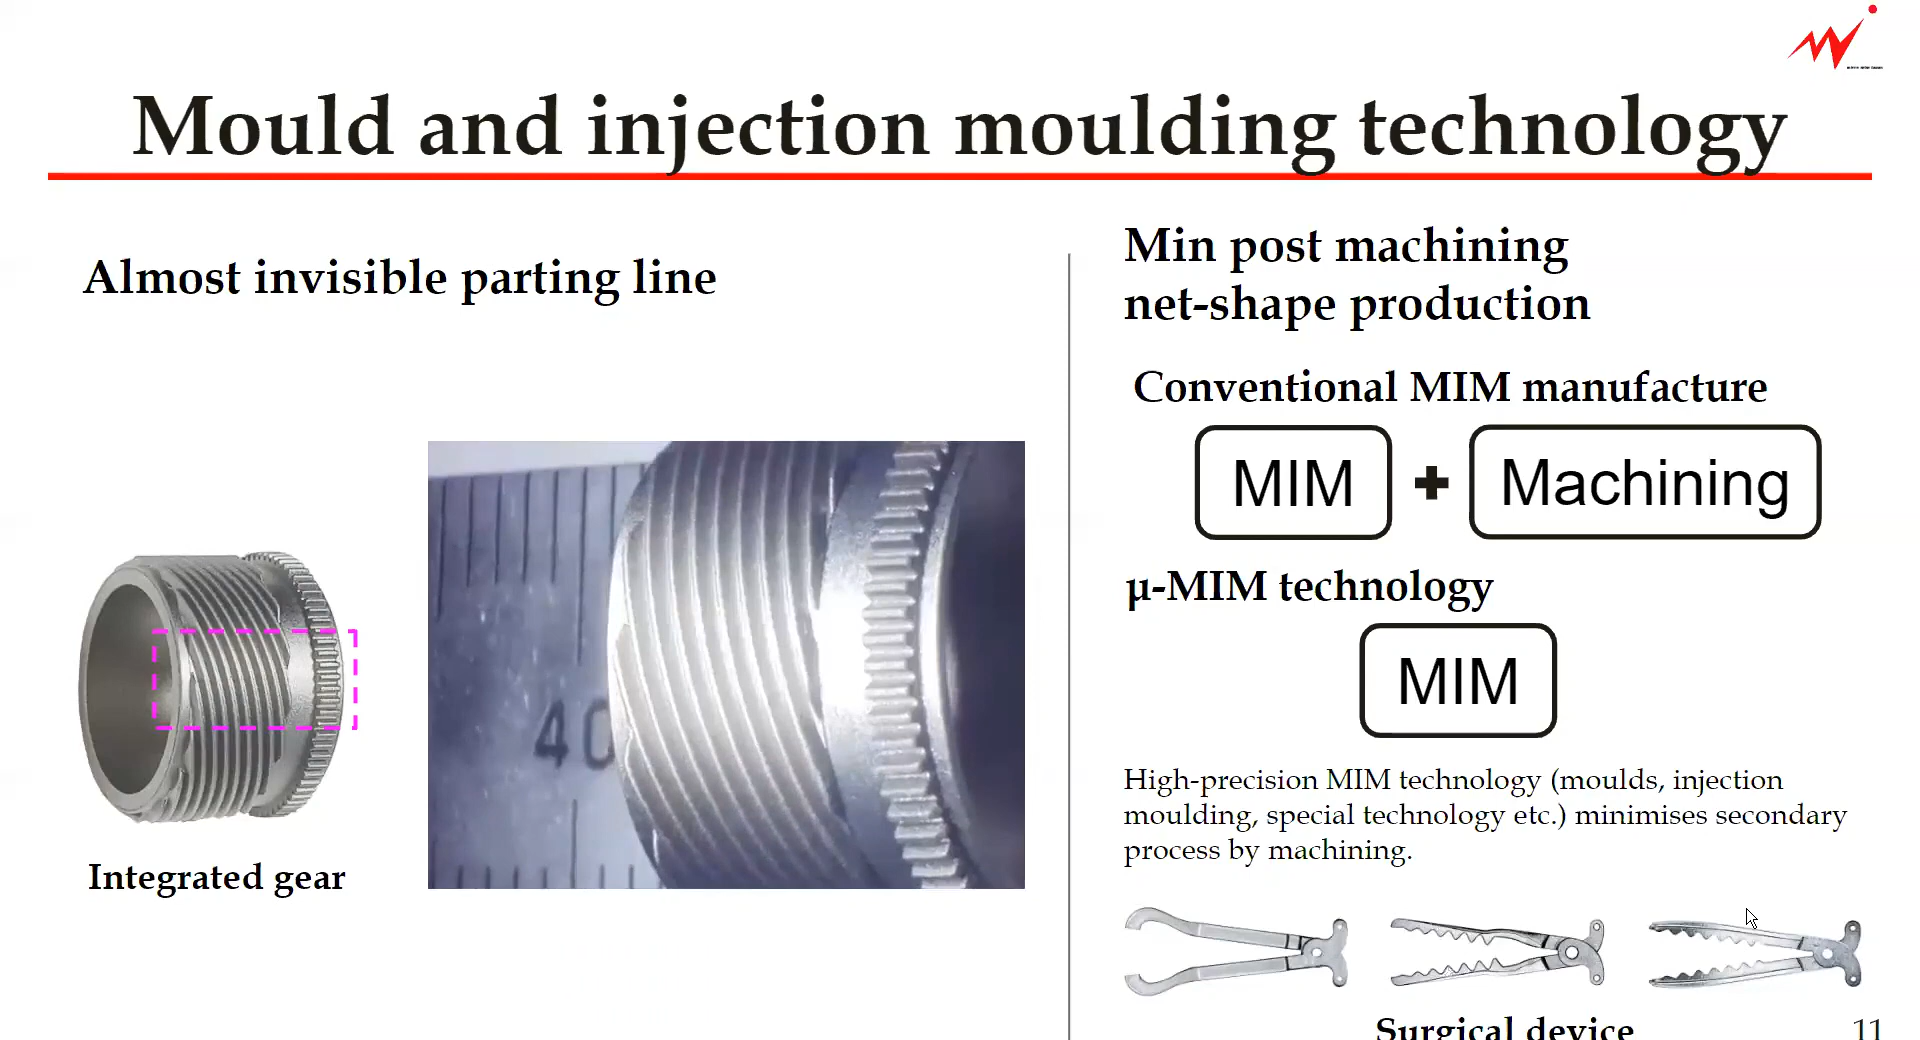 Mould and injection moulding technology
Almost invisible parting line
40
Integrated gear
Min post machining
net-shape production
Conventional MIM manufacture
MIM + Machining
μ-MIM technology
MIM
High-precision MIM technology (moulds, injection
moulding, special technology etc.) minimises secondary
process by machining.
Surgical device
11